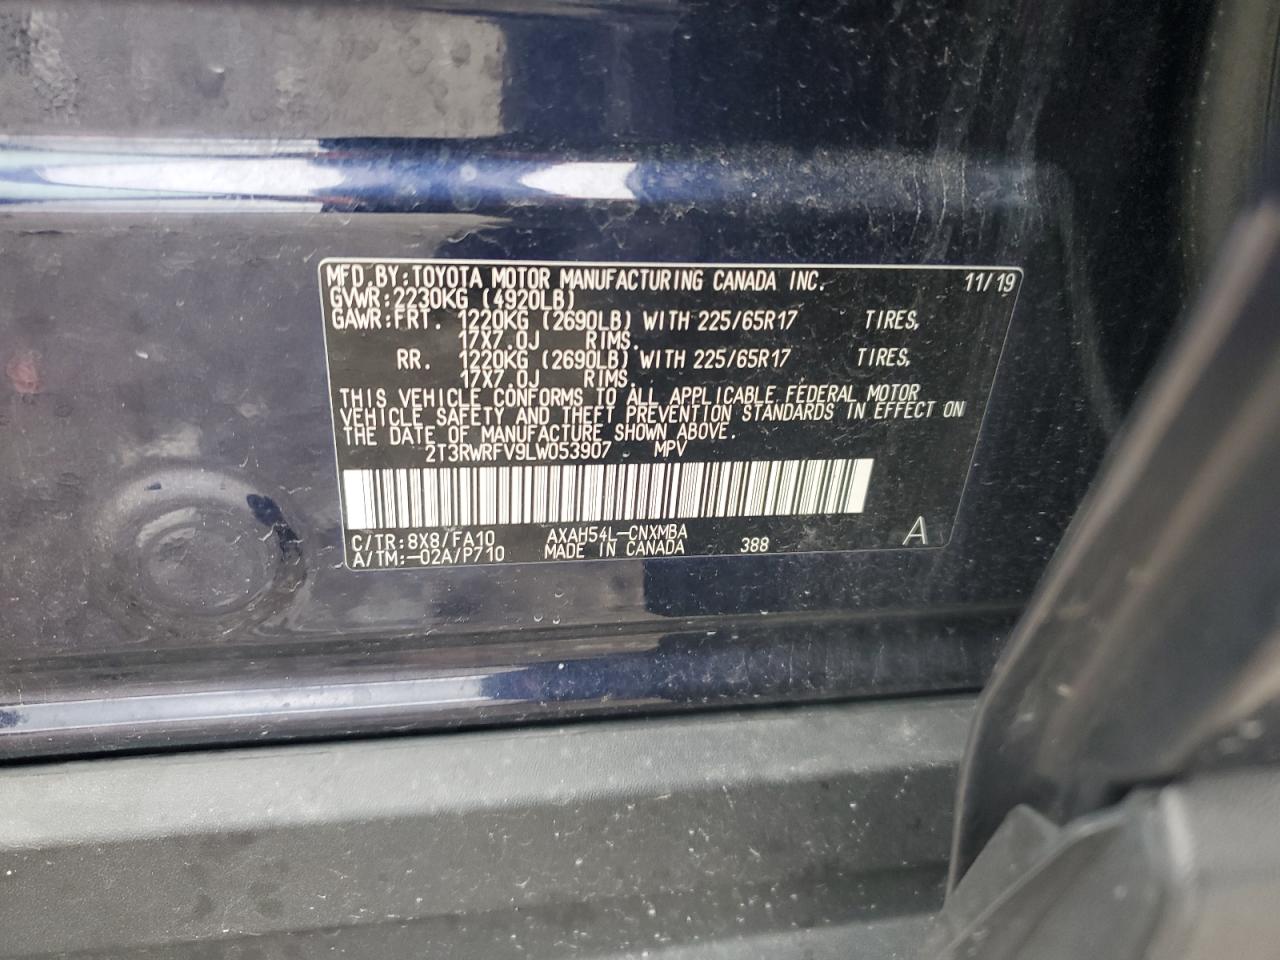 MFD.BY:TOYOTA MOTOR MANUFACTURING CANADA INC. 11/19
GVWR:2230KG (4920LB)
GAWR:FRT. 1220KG (2690LB) WITH 225/65R17 TIRES,
17X7.0J RIMS.
RR. 1220KG (2690LB) WITH 225/65R17 TIRES,
17X7.0J RIMS.
THIS VEHICLE CONFORMS TO ALL APPLICABLE FEDERAL MOTOR
VEHICLE SAFETY AND THEFT PREVENTION STANDARDS IN EFFECT ON
THE DATE OF MANUFACTURE SHOWN ABOVE.
2T3RWRFV9LW053907 MPV
C/TR:8X8/FA10 AXAH54L-CNXMBA
A/TM:-02A/P710 MADE IN CANADA 388 A